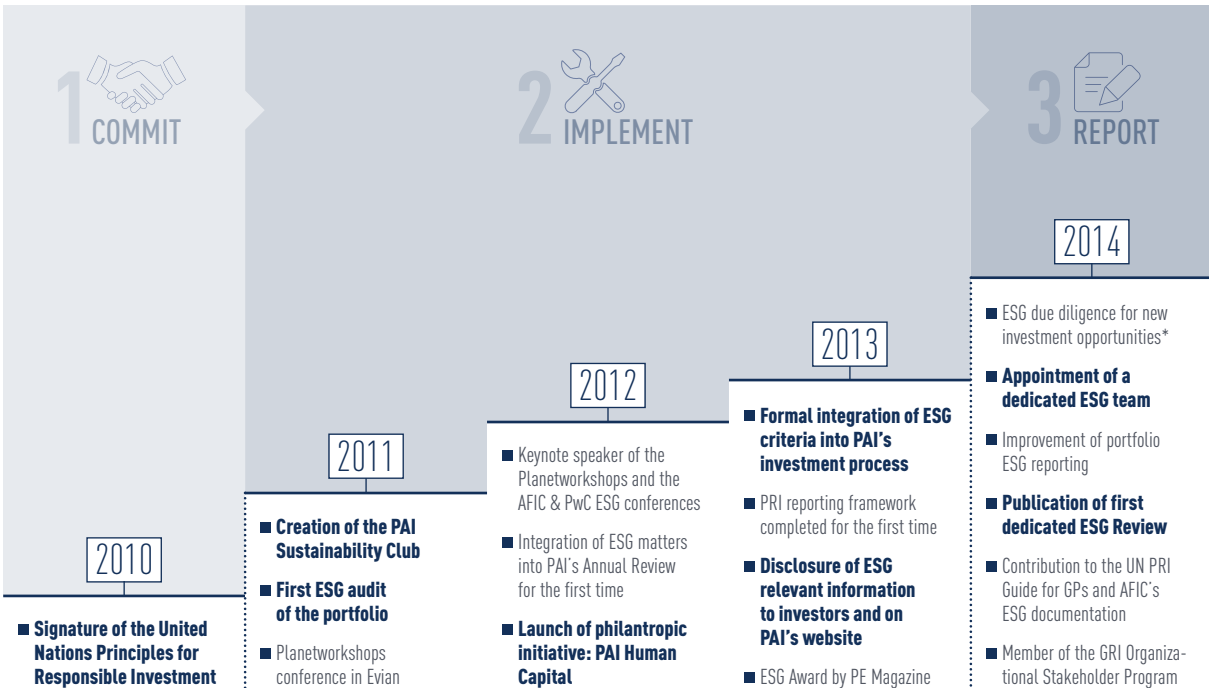 1 COMMIT
2 IMPLEMENT
3 REPORT
2010
■ Signature of the United
Nations Principles for
Responsible Investment
2011
■ Creation of the PAI
Sustainability Club
■ First ESG audit
of the portfolio
■ Planetworkshops
conference in Evian
2012
■ Keynote speaker of the
Planetworkshops and the
AFIC & PwC ESG conferences
■ Integration of ESG matters
into PAI's Annual Review
for the first time
■ Launch of philantropic
initiative: PAI Human
Capital
2013
■ Formal integration of ESG
criteria into PAI's
investment process
■ PRI reporting framework
completed for the first time
■ Disclosure of ESG
relevant information
to investors and on
PAI's website
■ ESG Award by PE Magazine
2014
■ ESG due diligence for new
investment opportunities*
■ Appointment of a
dedicated ESG team
■ Improvement of portfolio
ESG reporting
■ Publication of first
dedicated ESG Review
■ Contribution to the UN PRI
Guide for GPs and AFIC's
ESG documentation
■ Member of the GRI Organiza-
tional Stakeholder Program